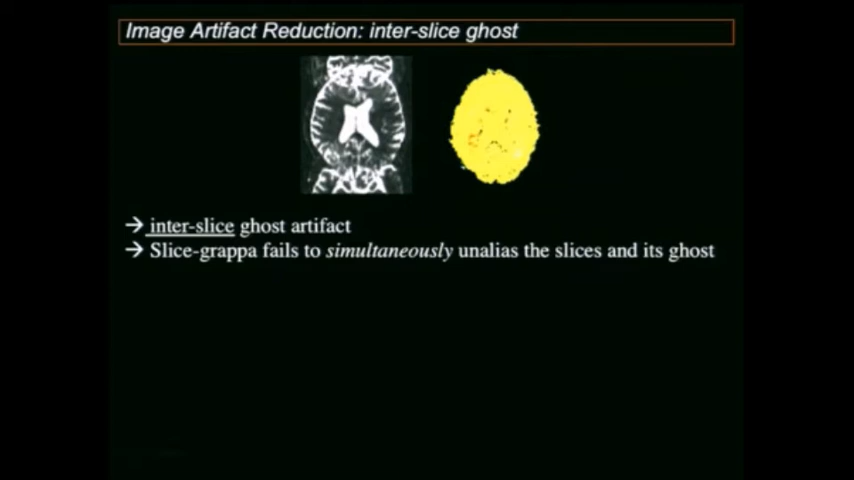 Image Artifact Reduction: inter-slice ghost
→ inter-slice ghost artifact
→ Slice-grappa fails to simultaneously unalias the slices and its ghost